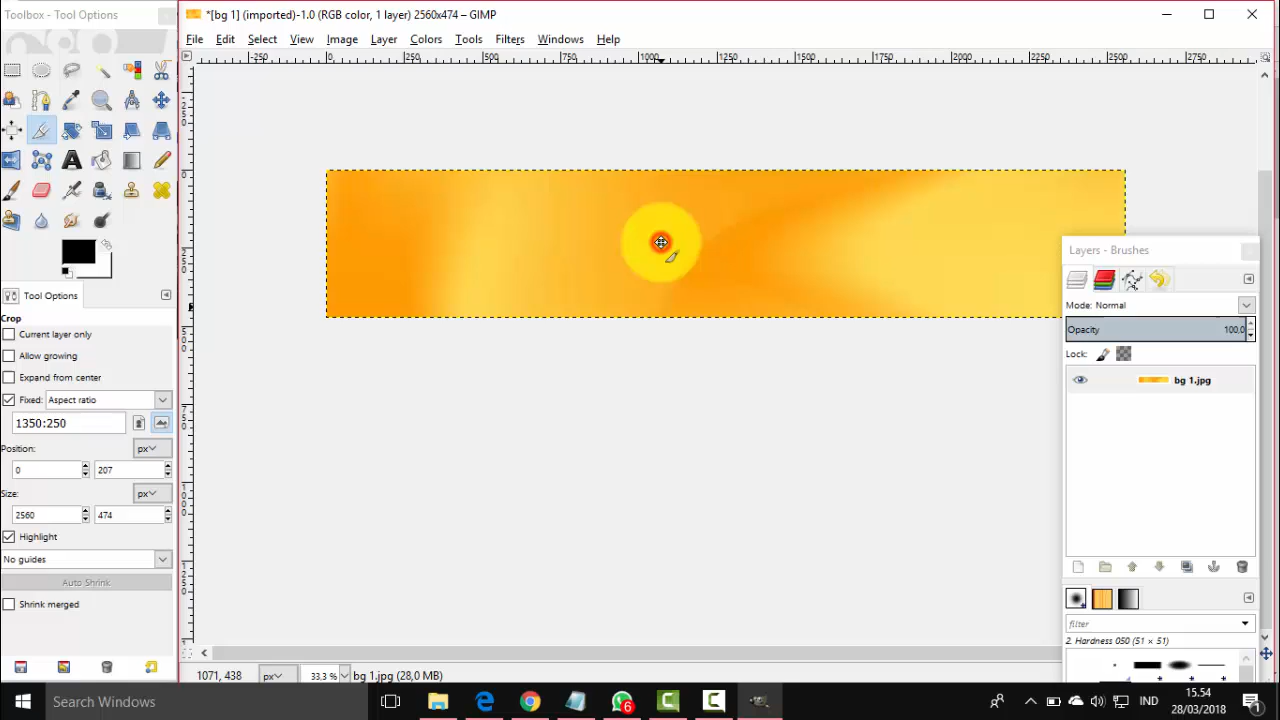 Toolbox - Tool Options
*[bg 1] (imported)-1.0 (RGB color, 1 layer) 2560x474 – GIMP
File Edit Select View Image Layer Colors Tools Filters Windows Help
-250 0 250 500 750 1000 1250 1500 1750 2000 2250 2500 2750
Tool Options
Crop
Current layer only
Allow growing
Expand from center
Fixed: Aspect ratio
1350:250
Position: px
0 207
Size: px
2560 474
Highlight
No guides
Auto Shrink
Shrink merged
Layers - Brushes
Mode: Normal
Opacity 100,0
Lock:
bg 1.jpg
filter
2. Hardness 050 (51 × 51)
1071, 438 px 33,3 % bg 1.jpg (28,0 MB)
Search Windows
6
IND
15.54
28/03/2018
1